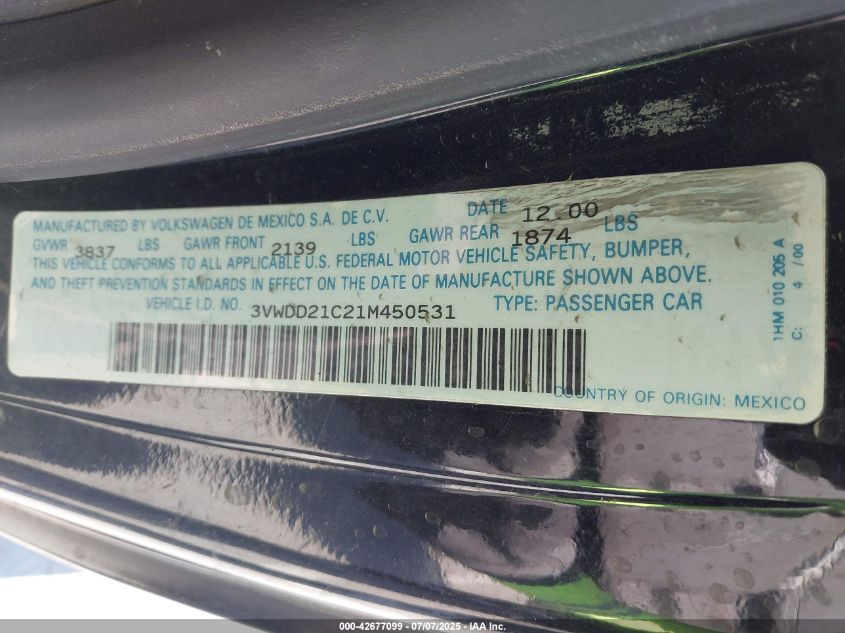 MANUFACTURED BY VOLKSWAGEN DE MEXICO S.A. DE C.V. DATE 12.00
GVWR 3837 LBS GAWR FRONT 2139 LBS GAWR REAR 1874 LBS
THIS VEHICLE CONFORMS TO ALL APPLICABLE U.S. FEDERAL MOTOR VEHICLE SAFETY, BUMPER,
AND THEFT PREVENTION STANDARDS IN EFFECT ON THE DATE OF MANUFACTURE SHOWN ABOVE.
VEHICLE I.D. NO. 3VWDD21C21M450531 TYPE: PASSENGER CAR
COUNTRY OF ORIGIN: MEXICO
1HM 010 205 A
C: 4 / 00
000-42677099 - 07/07/2025 - IAA Inc.